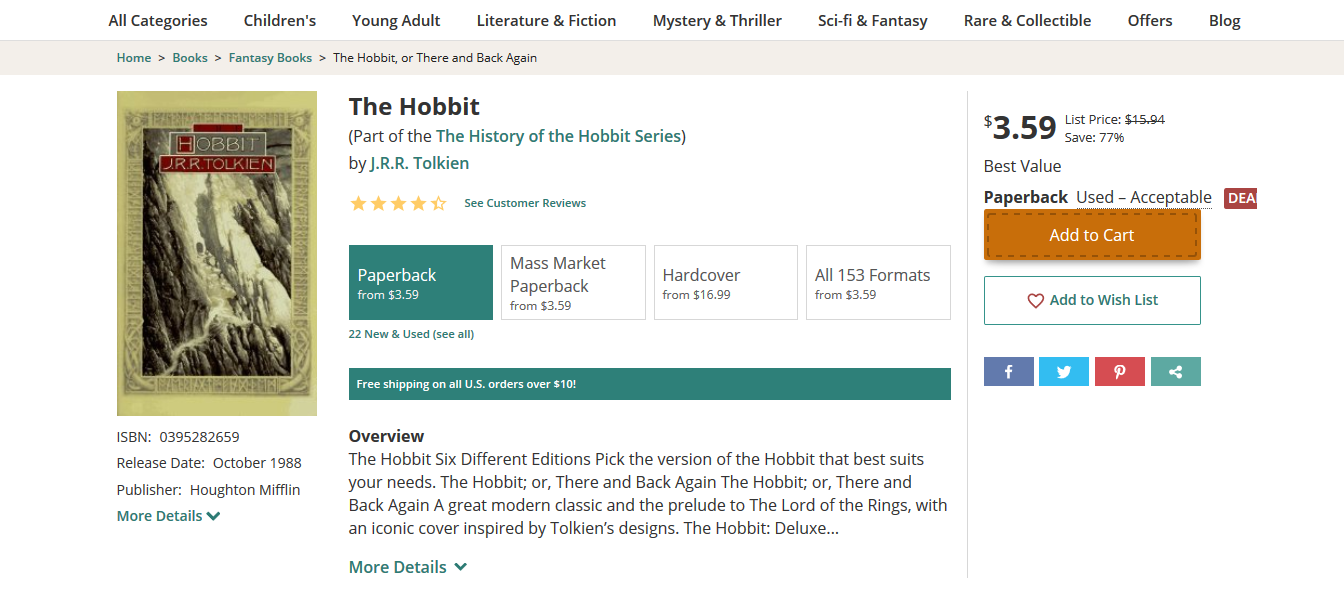 All Categories Children's Young Adult Literature & Fiction Mystery & Thriller Sci-fi & Fantasy Rare & Collectible Offers Blog
Home > Books > Fantasy Books > The Hobbit, or There and Back Again
HOBBIT
J.R.R. TOLKIEN
ISBN: 0395282659
Release Date: October 1988
Publisher: Houghton Mifflin
More Details
The Hobbit
(Part of the The History of the Hobbit Series)
by J.R.R. Tolkien
See Customer Reviews
Paperback
from $3.59
Mass Market
Paperback
from $3.59
Hardcover
from $16.99
All 153 Formats
from $3.59
22 New & Used (see all)
Free shipping on all U.S. orders over $10!
Overview
The Hobbit Six Different Editions Pick the version of the Hobbit that best suits
your needs. The Hobbit; or, There and Back Again The Hobbit; or, There and
Back Again A great modern classic and the prelude to The Lord of the Rings, with
an iconic cover inspired by Tolkien’s designs. The Hobbit: Deluxe...
More Details
$3.59 List Price: $15.94
Save: 77%
Best Value
Paperback Used – Acceptable DEA
Add to Cart
Add to Wish List